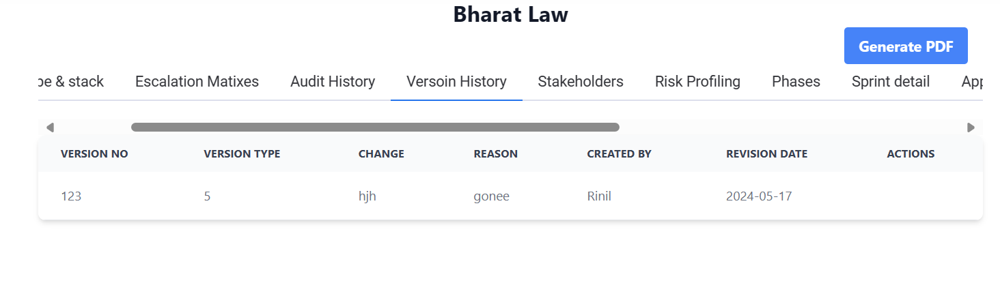 Bharat Law
Generate PDF
pe & stack Escalation Matixes Audit History Versoin History Stakeholders Risk Profiling Phases Sprint detail App
VERSION NO VERSION TYPE CHANGE REASON CREATED BY REVISION DATE ACTIONS
123 5 hjh gonee Rinil 2024-05-17